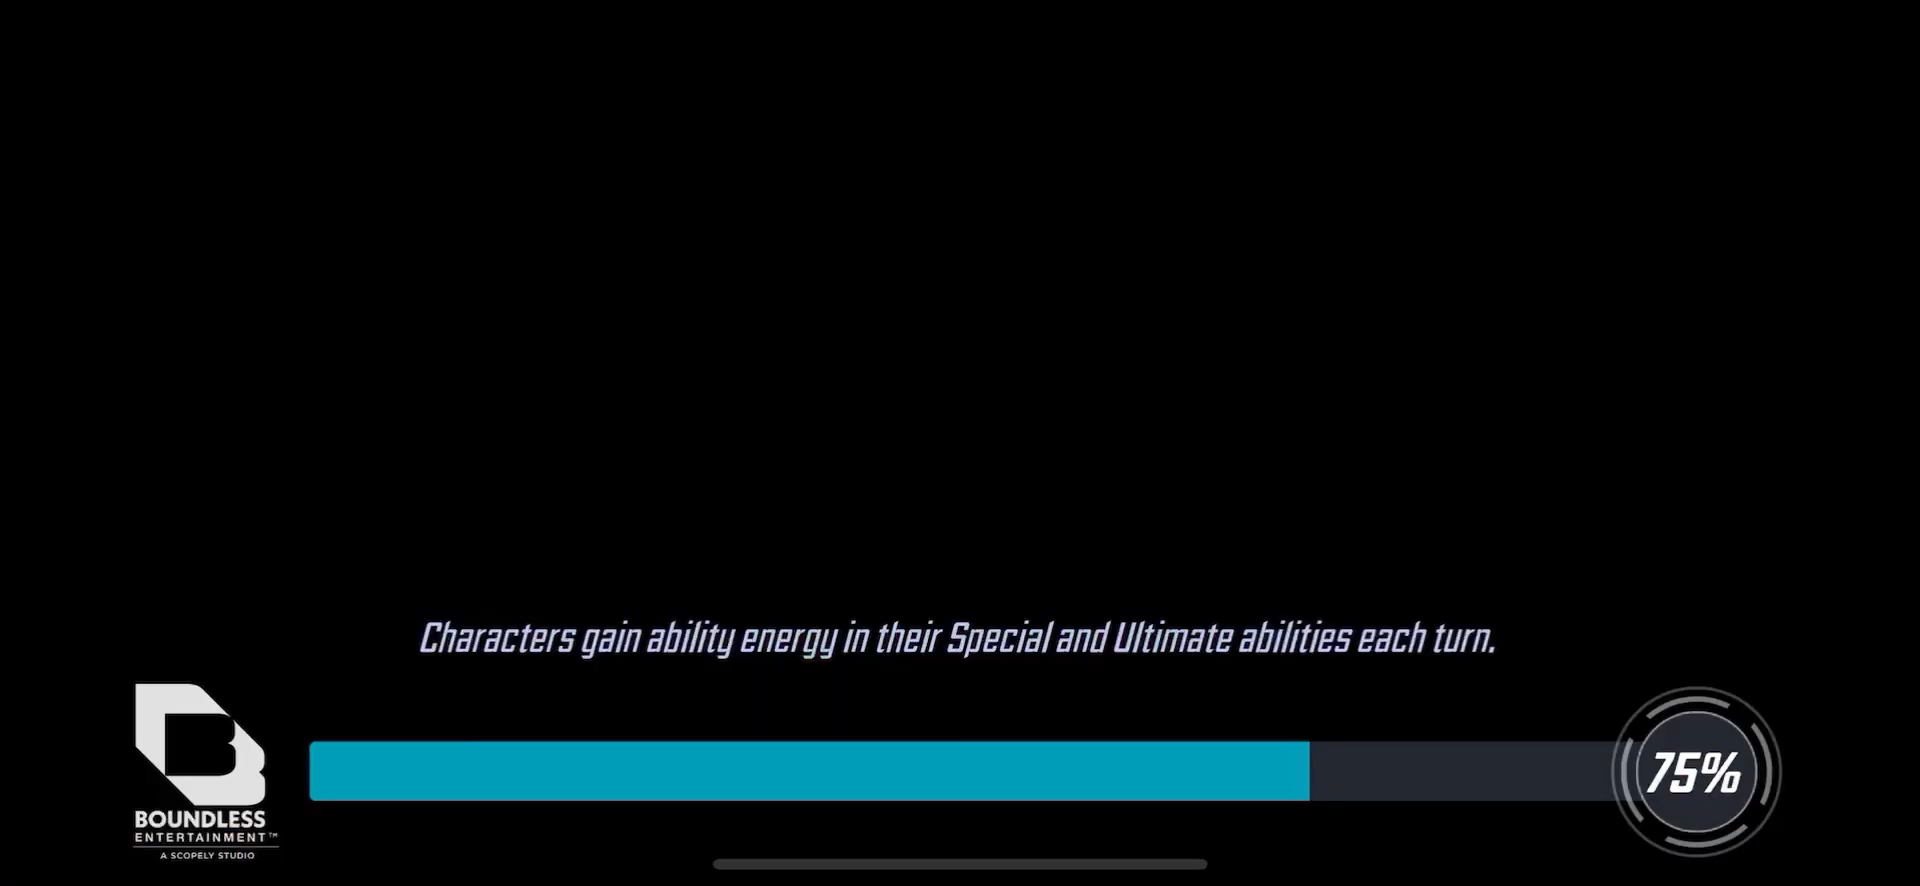 Characters gain ability energy in their Special and Ultimate abilities each turn.
75%
BOUNDLESS
ENTERTAINMENT™
A SCOPELY STUDIO